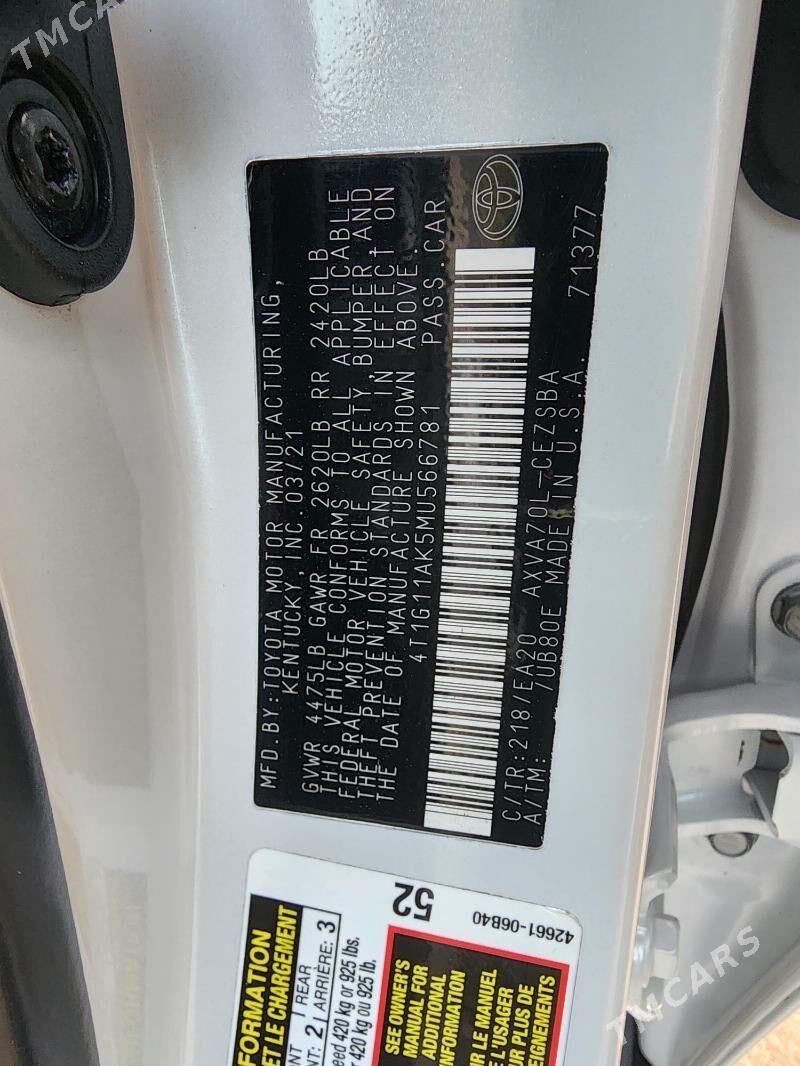 TMCARS
MFD. BY: TOYOTA MOTOR MANUFACTURING,
KENTUCKY, INC. 03/21
GVWR 4475LB GAWR FR 2620LB RR 2420LB
THIS VEHICLE CONFORMS TO ALL APPLICABLE
FEDERAL MOTOR VEHICLE SAFETY, BUMPER AND
THEFT PREVENTION STANDARDS IN EFFECT ON
THE DATE OF MANUFACTURE SHOWN ABOVE.
4T1G11AK5MU566781 PASS.CAR
C/TR:218/EA20 AXVA70L-CEZSBA
A/TM: /UB80E MADE IN U.S.A. 71377
FORMATION
ET LE CHARGEMENT
2 REAR
ARRIÈRE: 3
420 kg or 925 lbs.
420 kg ou 925 lb.
52
42661-06B40
SEE OWNER'S
MANUAL FOR
ADDITIONAL
INFORMATION
LE MANUEL
L'USAGER
PLUS DE
TMCARS